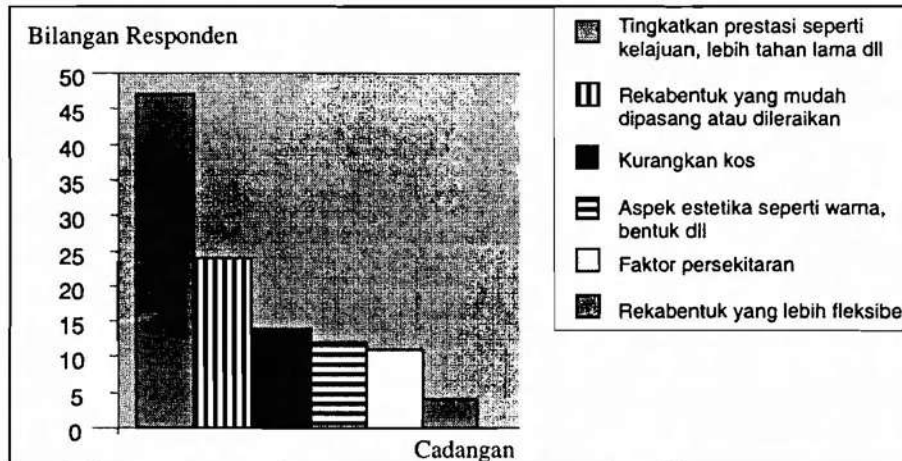 Bilangan Responden
50
45
40
35
30
25
20
15
10
5
0
Cadangan
Tingkatkan prestasi seperti
kelajuan, lebih tahan lama dll
Rekabentuk yang mudah
dipasang atau dileraikan
Kurangkan kos
Aspek estetika seperti warna,
bentuk dll
Faktor persekitaran
Rekabentuk yang lebih fleksibe